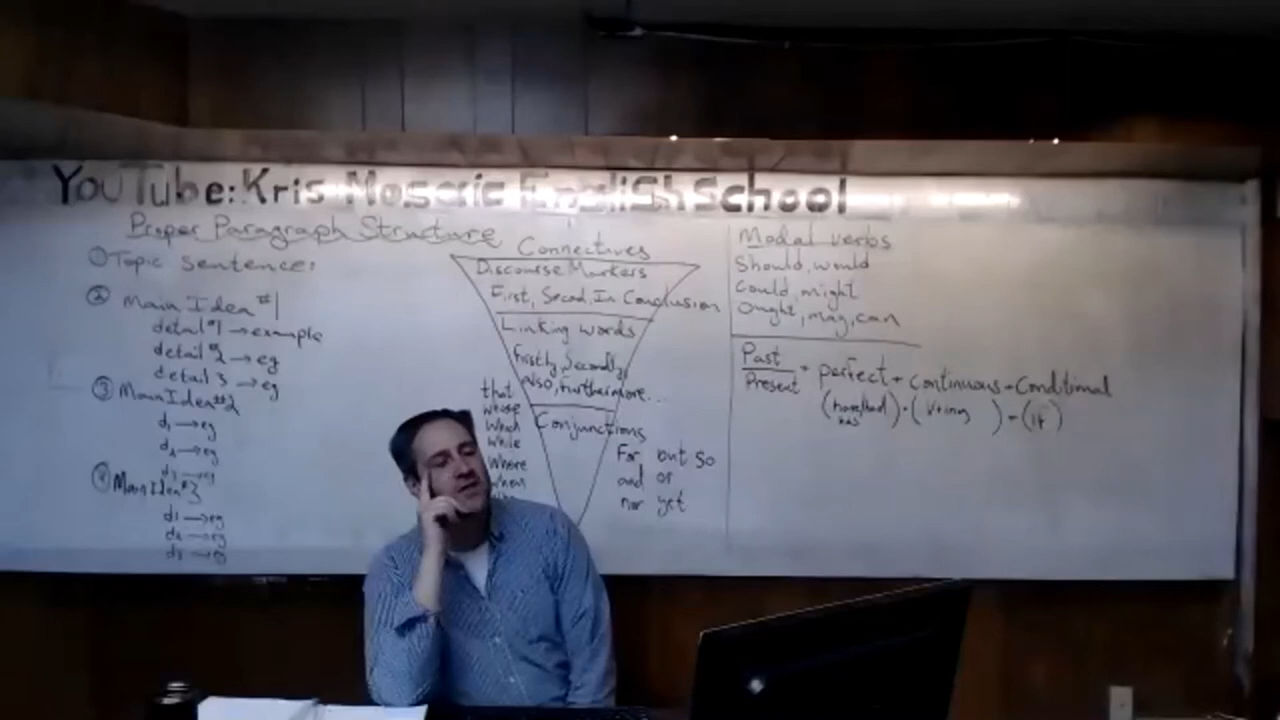 YouTube: Kris Mosaic English School
Proper Paragraph Structure
① Topic sentence:
② Main Idea #1
detail #1 → example
detail #2 → eg
detail 3 → eg
③ Main Idea #2
d1 → eg
d2 → eg
d3 → eg
④ Main Idea #3
d1 → eg
d2 → eg
d3 → eg
Connectives
Discourse Markers
First, Second, In Conclusion
Linking words
Firstly, Secondly,
Also, Furthermore...
Conjunctions
that
whose
which
while
where
when
For but so
and or
nor yet
Modal verbs
Should, would
Could, might
Ought, may, can
Past
Present
+ perfect + continuous + Conditional
(have/had) + (V+ing ) + (if)
has